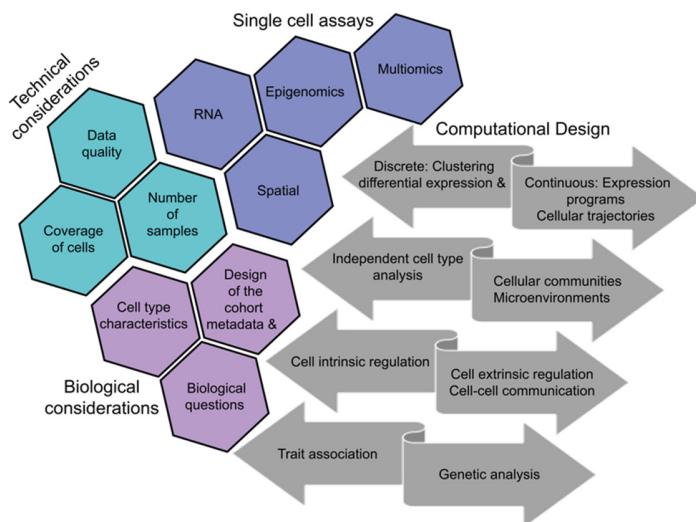 Single cell assays
Technical
considerations
Multiomics
Epigenomics
RNA
Spatial
Data
quality
Number
of
samples
Coverage
of cells
Design
of the
cohort
metadata &
Cell type
characteristics
Biological
questions
Biological
considerations
Computational Design
Discrete: Clustering
differential expression &
Continuous: Expression
programs
Cellular trajectories
Independent cell type
analysis
Cellular communities
Microenvironments
Cell intrinsic regulation
Cell extrinsic regulation
Cell-cell communication
Trait association
Genetic analysis